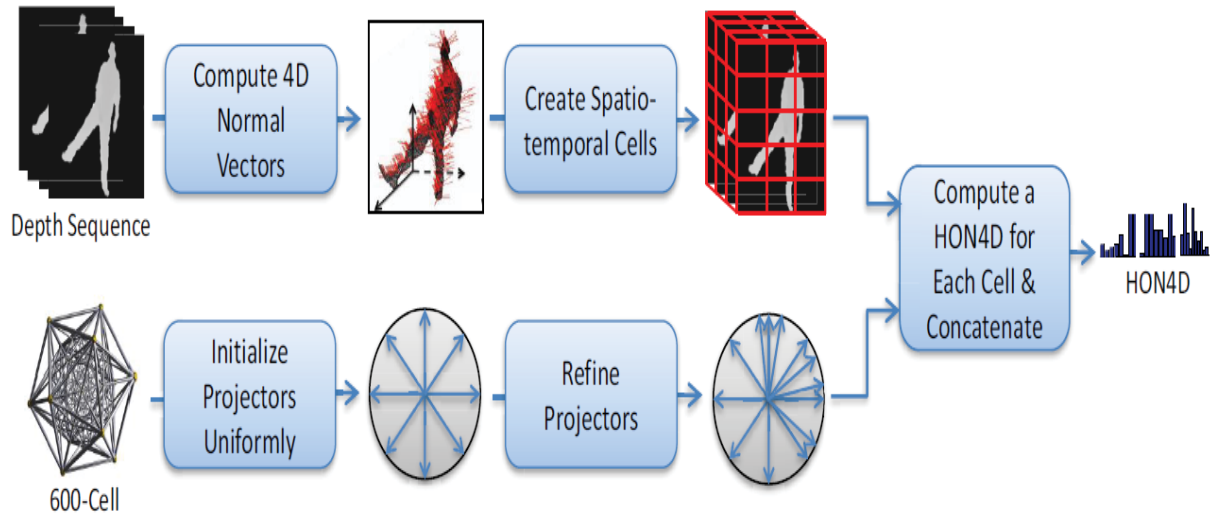 Depth Sequence
Compute 4D
Normal
Vectors
Create Spatio-
temporal Cells
Compute a
HON4D for
Each Cell &
Concatenate
HON4D
600-Cell
Initialize
Projectors
Uniformly
Refine
Projectors